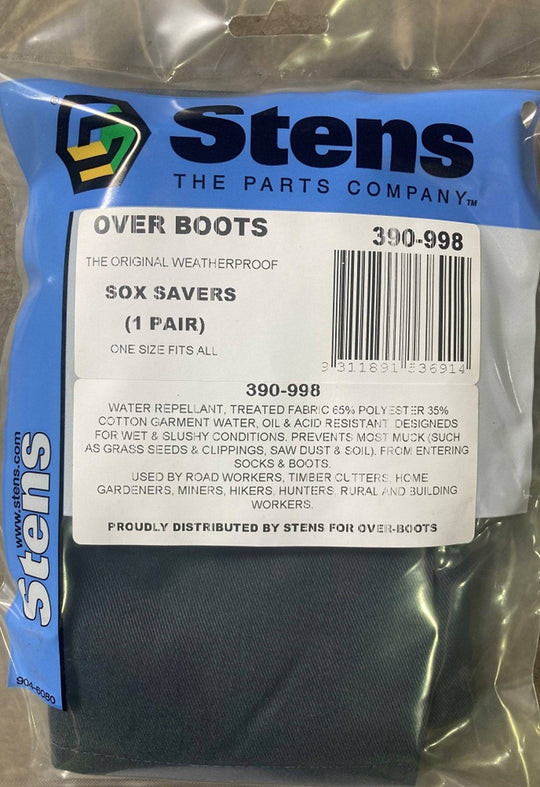 Stens
THE PARTS COMPANY™
OVER BOOTS
390-998
THE ORIGINAL WEATHERPROOF
SOX SAVERS
(1 PAIR)
ONE SIZE FITS ALL
9 311891 536914
390-998
WATER REPELLANT, TREATED FABRIC 65% POLYESTER 35%
COTTON GARMENT WATER, OIL & ACID RESISTANT. DESIGNEDS
FOR WET & SLUSHY CONDITIONS. PREVENTS MOST MUCK (SUCH
AS GRASS SEEDS & CLIPPINGS, SAW DUST & SOIL). FROM ENTERING
SOCKS & BOOTS.
USED BY ROAD WORKERS, TIMBER CUTTERS, HOME
GARDENERS, MINERS, HIKERS, HUNTERS, RURAL AND BUILDING
WORKERS.
PROUDLY DISTRIBUTED BY STENS FOR OVER-BOOTS
www.stens.com
Stens
904-6080